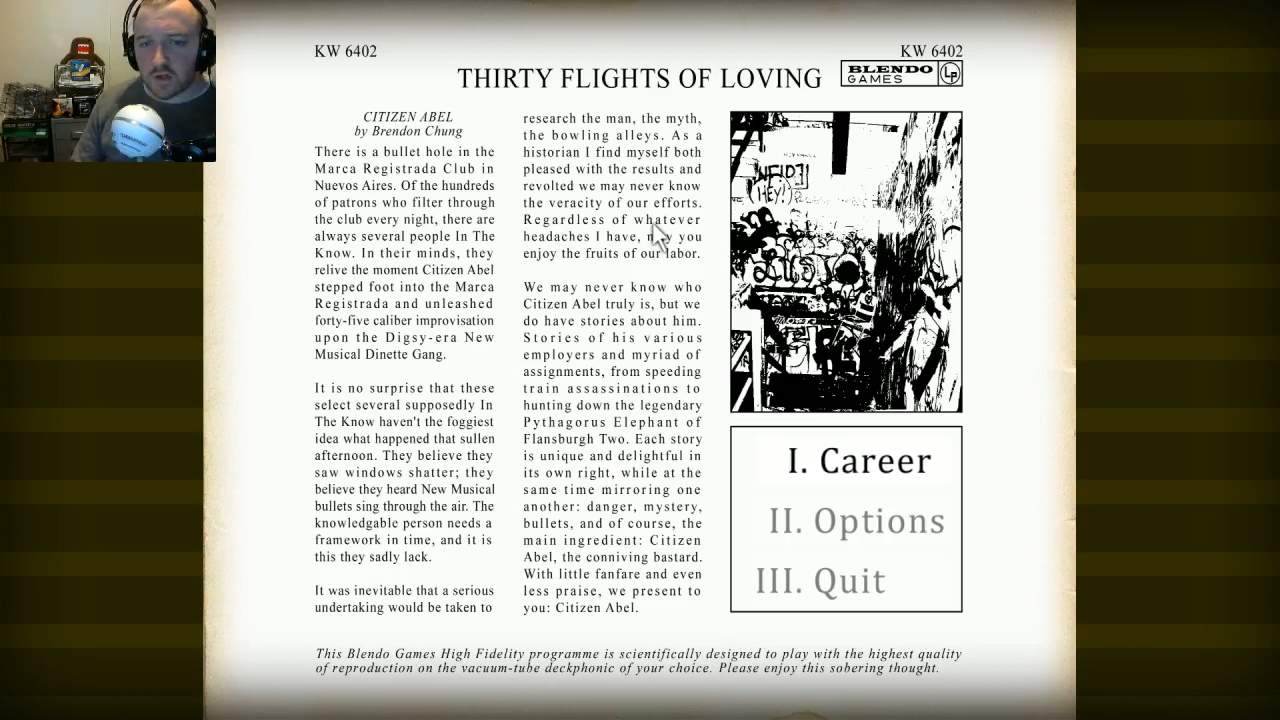 KW 6402
KW 6402
THIRTY FLIGHTS OF LOVING
BLENDO
GAMES
LP
CITIZEN ABEL
by Brendon Chung
There is a bullet hole in the
Marca Registrada Club in
Nuevos Aires. Of the hundreds
of patrons who filter through
the club every night, there are
always several people In The
Know. In their minds, they
relive the moment Citizen Abel
stepped foot into the Marca
Registrada and unleashed
forty-five caliber improvisation
upon the Digsy-era New
Musical Dinette Gang.
It is no surprise that these
select several supposedly In
The Know haven't the foggiest
idea what happened that sullen
afternoon. They believe they
saw windows shatter; they
believe they heard New Musical
bullets sing through the air. The
knowledgable person needs a
framework in time, and it is
this they sadly lack.
It was inevitable that a serious
undertaking would be taken to
research the man, the myth,
the bowling alleys. As a
historian I find myself both
pleased with the results and
revolted we may never know
the veracity of our efforts.
Regardless of whatever
headaches I have, may you
enjoy the fruits of our labor.
We may never know who
Citizen Abel truly is, but we
do have stories about him.
Stories of his various
employers and myriad of
assignments, from speeding
train assassinations to
hunting down the legendary
Pythagorus Elephant of
Flansburgh Two. Each story
is unique and delightful in
its own right, while at the
same time mirroring one
another: danger, mystery,
bullets, and of course, the
main ingredient: Citizen
Abel, the conniving bastard.
With little fanfare and even
less praise, we present to
you: Citizen Abel.
(HEY!)
I. Career
II. Options
III. Quit
This Blendo Games High Fidelity programme is scientifically designed to play with the highest quality
of reproduction on the vacuum-tube deckphonic of your choice. Please enjoy this sobering thought.